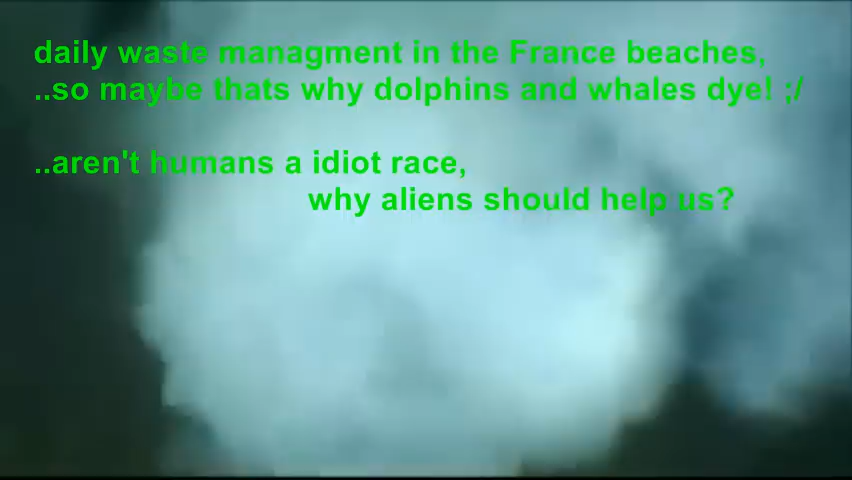 daily waste managment in the France beaches,
..so maybe thats why dolphins and whales dye! ;/
..aren't humans a idiot race,
why aliens should help us?